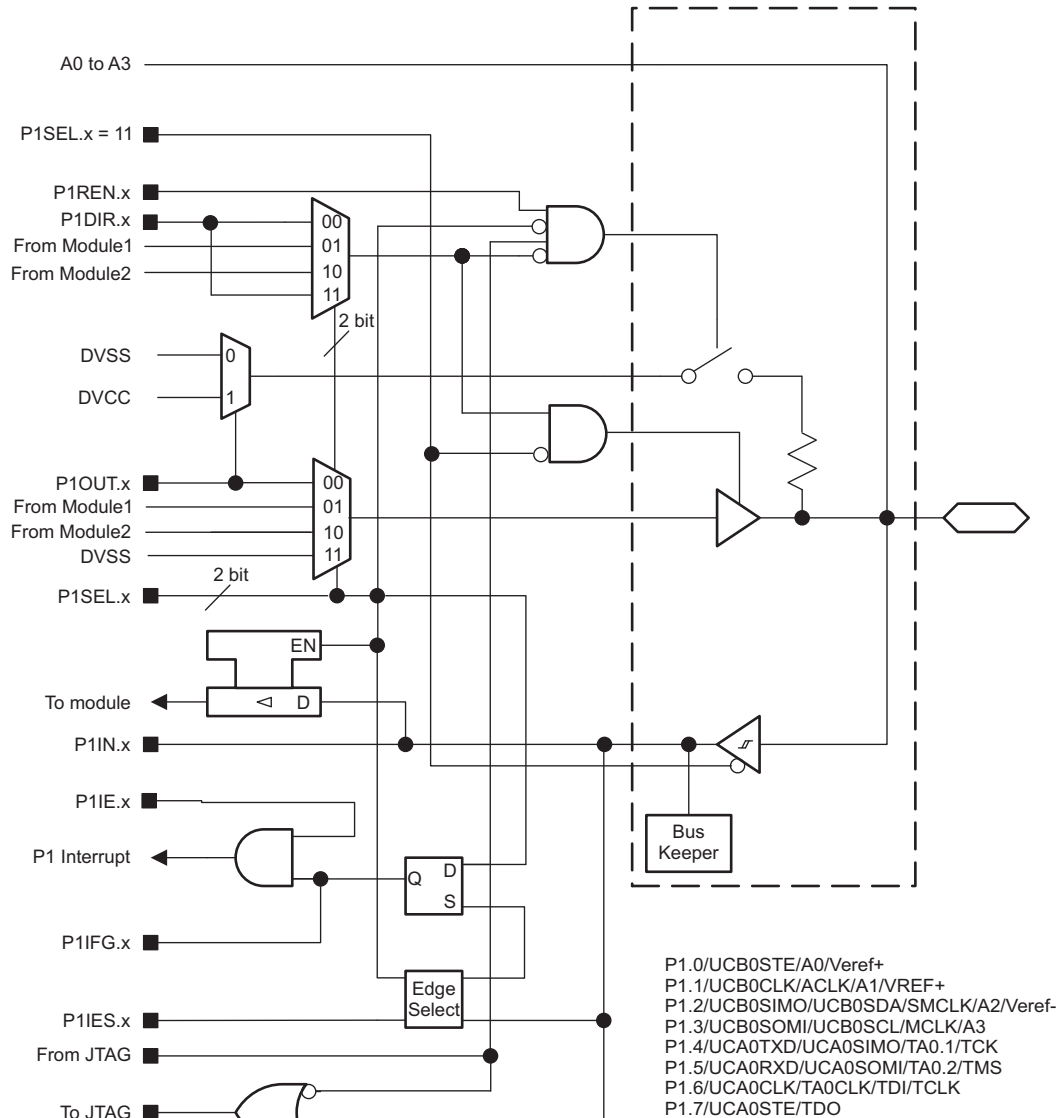 A0 to A3
P1SEL.x = 11
P1REN.x
P1DIR.x
From Module1
From Module2
00
01
10
11
2 bit
DVSS
DVCC
0
1
P1OUT.x
From Module1
From Module2
DVSS
00
01
10
11
2 bit
P1SEL.x
EN
D
To module
P1IN.x
P1IE.x
Bus
Keeper
P1 Interrupt
Q
D
S
P1IFG.x
Edge
Select
P1IES.x
From JTAG
To JTAG
P1.0/UCB0STE/A0/Veref+
P1.1/UCB0CLK/ACLK/A1/VREF+
P1.2/UCB0SIMO/UCB0SDA/SMCLK/A2/Veref-
P1.3/UCB0SOMI/UCB0SCL/MCLK/A3
P1.4/UCA0TXD/UCA0SIMO/TA0.1/TCK
P1.5/UCA0RXD/UCA0SOMI/TA0.2/TMS
P1.6/UCA0CLK/TA0CLK/TDI/TCLK
P1.7/UCA0STE/TDO